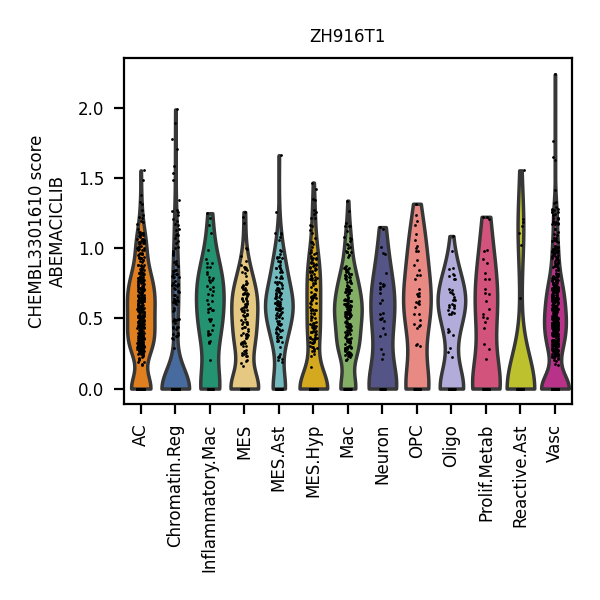 ZH916T1
CHEMBL3301610 score
ABEMACICLIB
2.0
1.5
1.0
0.5
0.0
AC
Chromatin.Reg
Inflammatory.Mac
MES
MES.Ast
MES.Hyp
Mac
Neuron
OPC
Oligo
Prolif.Metab
Reactive.Ast
Vasc